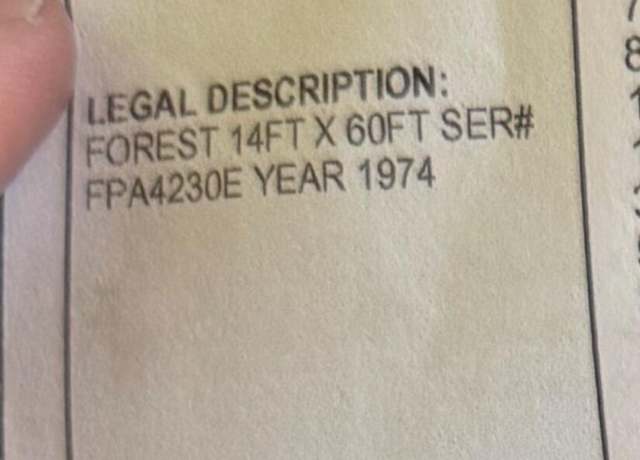 LEGAL DESCRIPTION:
FOREST 14FT X 60FT SER#
FPA4230E YEAR 1974